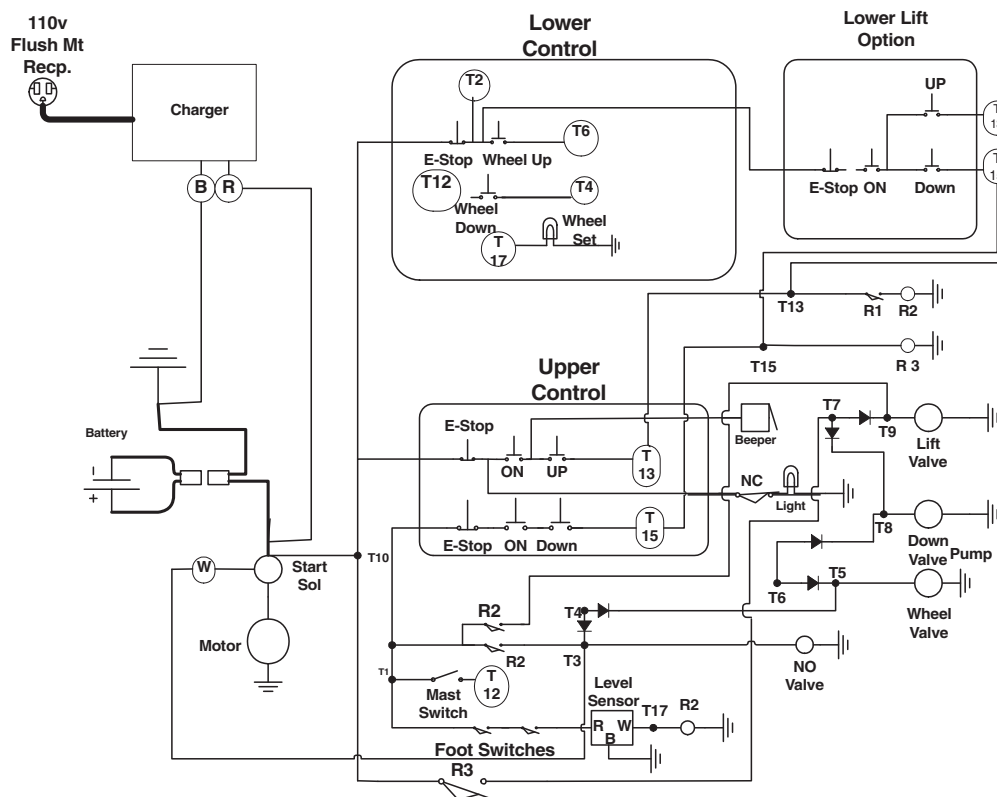 110v
Flush Mt
Recp.
Charger
B R
Lower
Control
T2
T6
E-Stop Wheel Up
T12
T4
Wheel
Down
Wheel
Set
T
17
Lower Lift
Option
UP
T
E-Stop ON Down
T
T13
R1 R2
T15
R 3
Upper
Control
E-Stop
ON UP
T
13
Beeper
T7
T9
Lift
Valve
NC
Light
T
15
E-Stop ON Down
T8
Down
Valve
Pump
Battery
-
+
T10
W
Start
Sol
Motor
T6
T5
Wheel
Valve
R2
T4
R2
T3
NO
Valve
T1
Mast
Switch
T
12
Level
Sensor
R W
B
T17
R2
Foot Switches
R3